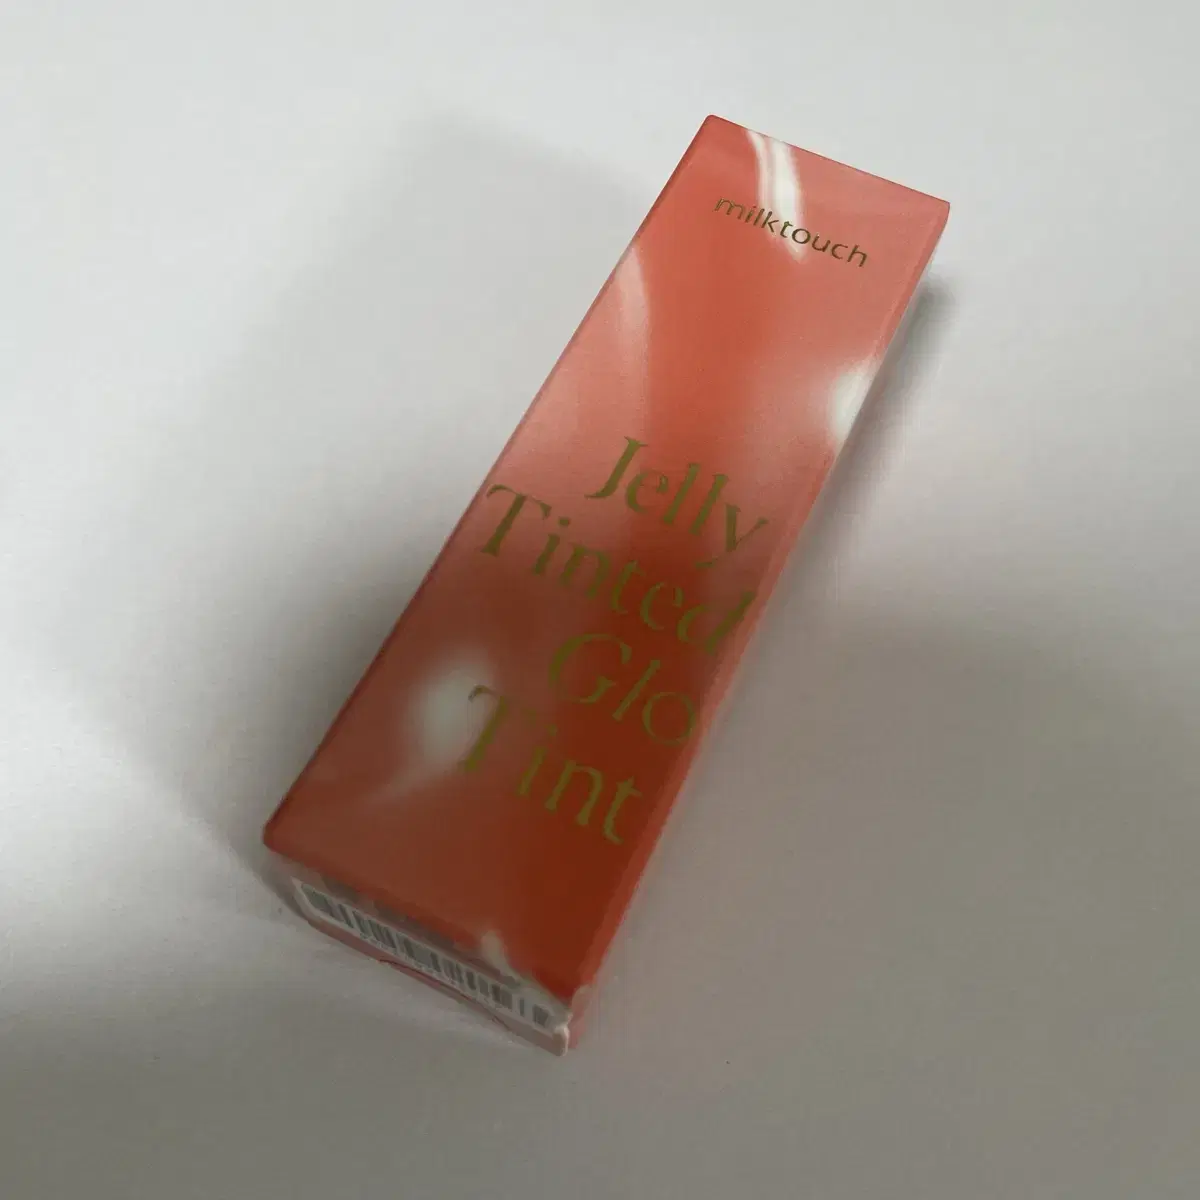 milktouch
Jelly
Tinted
Glo
Tint